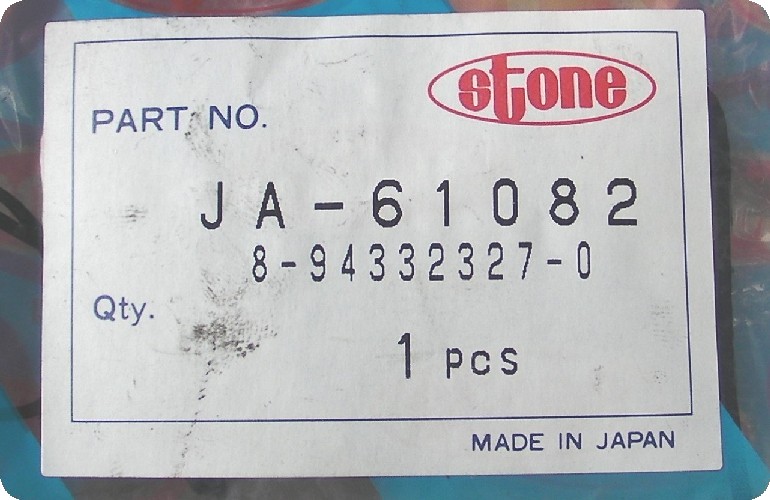 stone
PART NO.
JA-61082
8-94332327-0
Qty.
1 pcs
MADE IN JAPAN